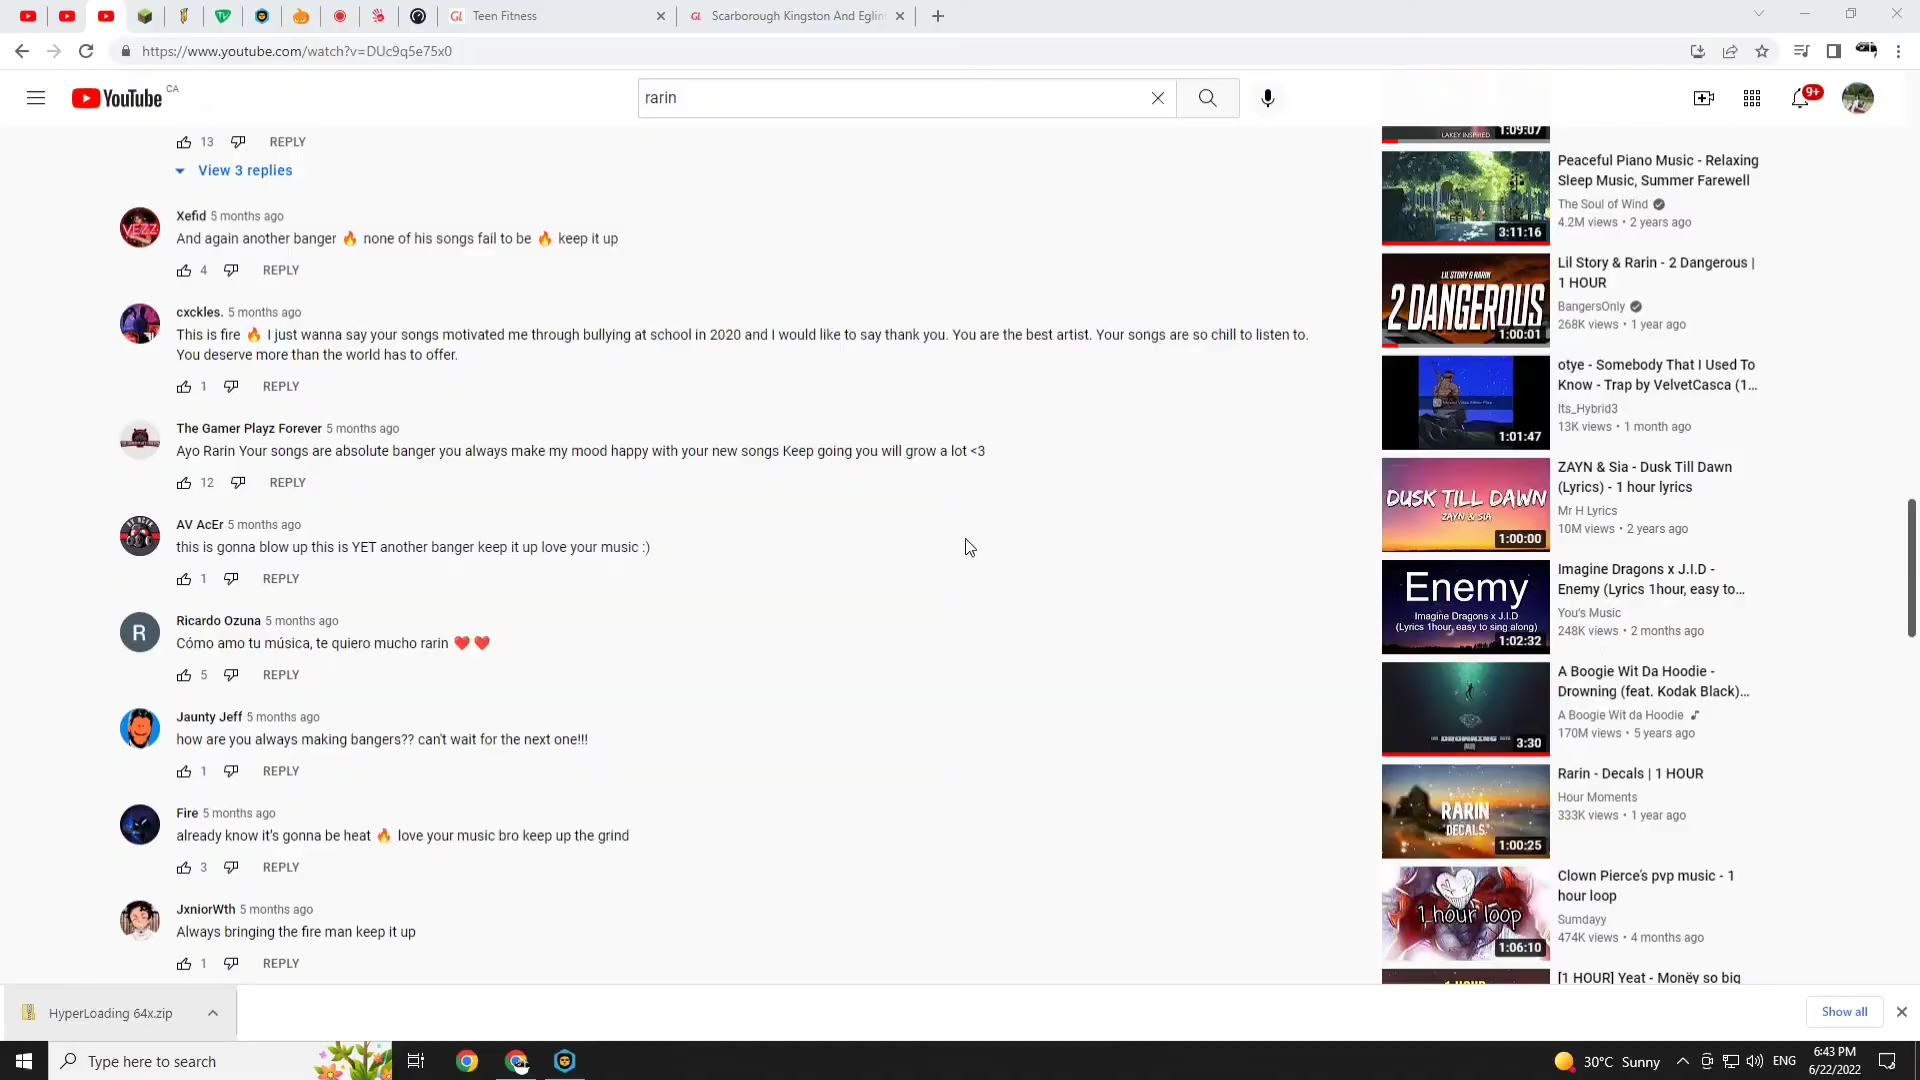 Teen Fitness
Scarborough Kingston And Eglin
https://www.youtube.com/watch?v=DUc9q5e75x0
YouTube CA
rarin
9+
13 REPLY
View 3 replies
Xefid 5 months ago
And again another banger 🔥 none of his songs fail to be 🔥 keep it up
4 REPLY
cxckles. 5 months ago
This is fire 🔥 I just wanna say your songs motivated me through bullying at school in 2020 and I would like to say thank you. You are the best artist. Your songs are so chill to listen to.
You deserve more than the world has to offer.
1 REPLY
The Gamer Playz Forever 5 months ago
Ayo Rarin Your songs are absolute banger you always make my mood happy with your new songs Keep going you will grow a lot <3
12 REPLY
AV AcEr 5 months ago
this is gonna blow up this is YET another banger keep it up love your music :)
1 REPLY
R
Ricardo Ozuna 5 months ago
Cómo amo tu música, te quiero mucho rarin ❤️❤️
5 REPLY
Jaunty Jeff 5 months ago
how are you always making bangers?? can't wait for the next one!!!
1 REPLY
Fire 5 months ago
already know it's gonna be heat 🔥 love your music bro keep up the grind
3 REPLY
JxniorWth 5 months ago
Always bringing the fire man keep it up
1 REPLY
LAKEY INSPIRED 1:09:07
3:11:16
Peaceful Piano Music - Relaxing
Sleep Music, Summer Farewell
The Soul of Wind
4.2M views • 2 years ago
LIL STORY & RARIN
2 DANGEROUS
1:00:01
Lil Story & Rarin - 2 Dangerous |
1 HOUR
BangersOnly
268K views • 1 year ago
1:01:47
otye - Somebody That I Used To
Know - Trap by VelvetCasca (1...
Its_Hybrid3
13K views • 1 month ago
DUSK TILL DAWN
ZAYN & SIA
1:00:00
ZAYN & Sia - Dusk Till Dawn
(Lyrics) - 1 hour lyrics
Mr H Lyrics
10M views • 2 years ago
Enemy
Imagine Dragons x J.I.D
(Lyrics 1hour, easy to sing along)
1:02:32
Imagine Dragons x J.I.D -
Enemy (Lyrics 1hour, easy to...
You's Music
248K views • 2 months ago
DROWNING
3:30
A Boogie Wit Da Hoodie -
Drowning (feat. Kodak Black)...
A Boogie Wit da Hoodie
170M views • 5 years ago
RARIN
"DECALS"
1:00:25
Rarin - Decals | 1 HOUR
Hour Moments
333K views • 1 year ago
1 hour loop
1:06:10
Clown Pierce's pvp music - 1
hour loop
Sumdayy
474K views • 4 months ago
1 HOUR
[1 HOUR] Yeat - Monëy so big
HyperLoading 64x.zip
Show all
Type here to search
30°C Sunny
ENG
6:43 PM
6/22/2022